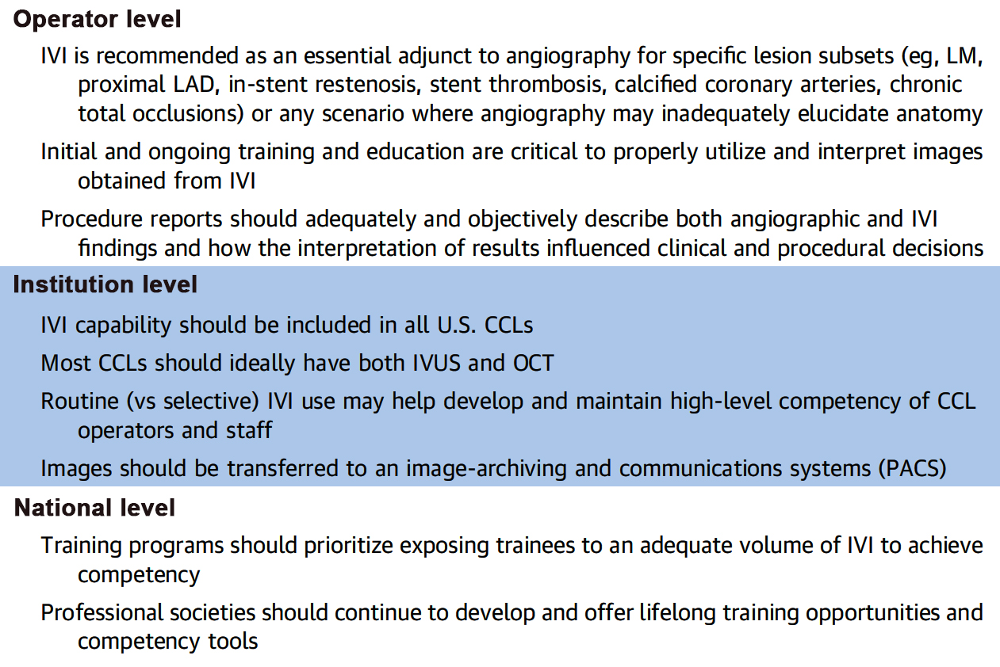 Operator level
IVI is recommended as an essential adjunct to angiography for specific lesion subsets (eg, LM,
proximal LAD, in-stent restenosis, stent thrombosis, calcified coronary arteries, chronic
total occlusions) or any scenario where angiography may inadequately elucidate anatomy
Initial and ongoing training and education are critical to properly utilize and interpret images
obtained from IVI
Procedure reports should adequately and objectively describe both angiographic and IVI
findings and how the interpretation of results influenced clinical and procedural decisions
Institution level
IVI capability should be included in all U.S. CCLs
Most CCLs should ideally have both IVUS and OCT
Routine (vs selective) IVI use may help develop and maintain high-level competency of CCL
operators and staff
Images should be transferred to an image-archiving and communications systems (PACS)
National level
Training programs should prioritize exposing trainees to an adequate volume of IVI to achieve
competency
Professional societies should continue to develop and offer lifelong training opportunities and
competency tools